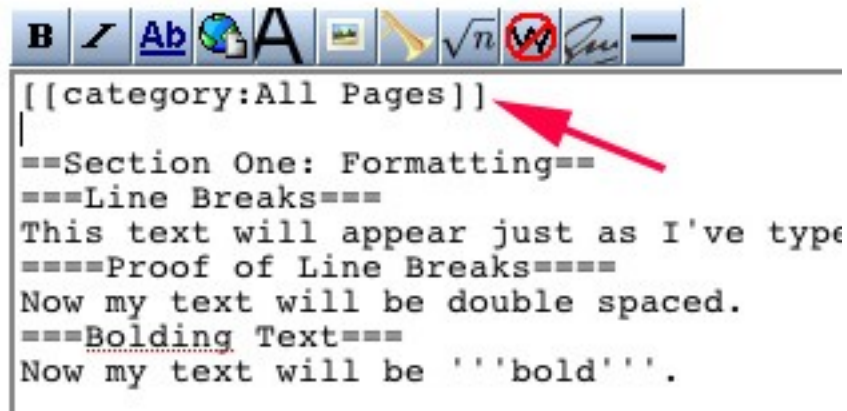 B I Ab A √n W
[[category:All Pages]]
==Section One: Formatting==
===Line Breaks===
This text will appear just as I've type
====Proof of Line Breaks====
Now my text will be double spaced.
===Bolding Text===
Now my text will be '''bold'''.